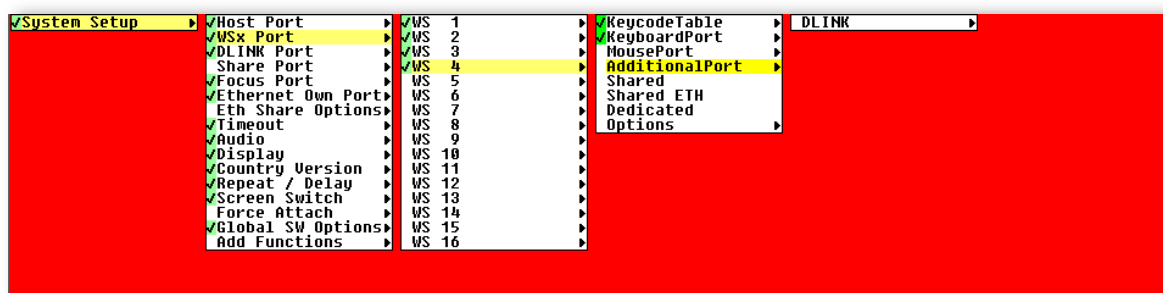 ✓System Setup
✓Host Port
✓WSx Port
✓DLINK Port
Share Port
✓Focus Port
✓Ethernet Own Port
Eth Share Options
✓Timeout
✓Audio
✓Display
✓Country Version
✓Repeat / Delay
✓Screen Switch
Force Attach
✓Global SW Options
Add Functions
✓WS 1
✓WS 2
✓WS 3
✓WS 4
WS 5
WS 6
WS 7
WS 8
WS 9
WS 10
WS 11
WS 12
WS 13
WS 14
WS 15
WS 16
✓KeycodeTable
✓KeyboardPort
MousePort
AdditionalPort
Shared
Shared ETH
Dedicated
Options
DLINK